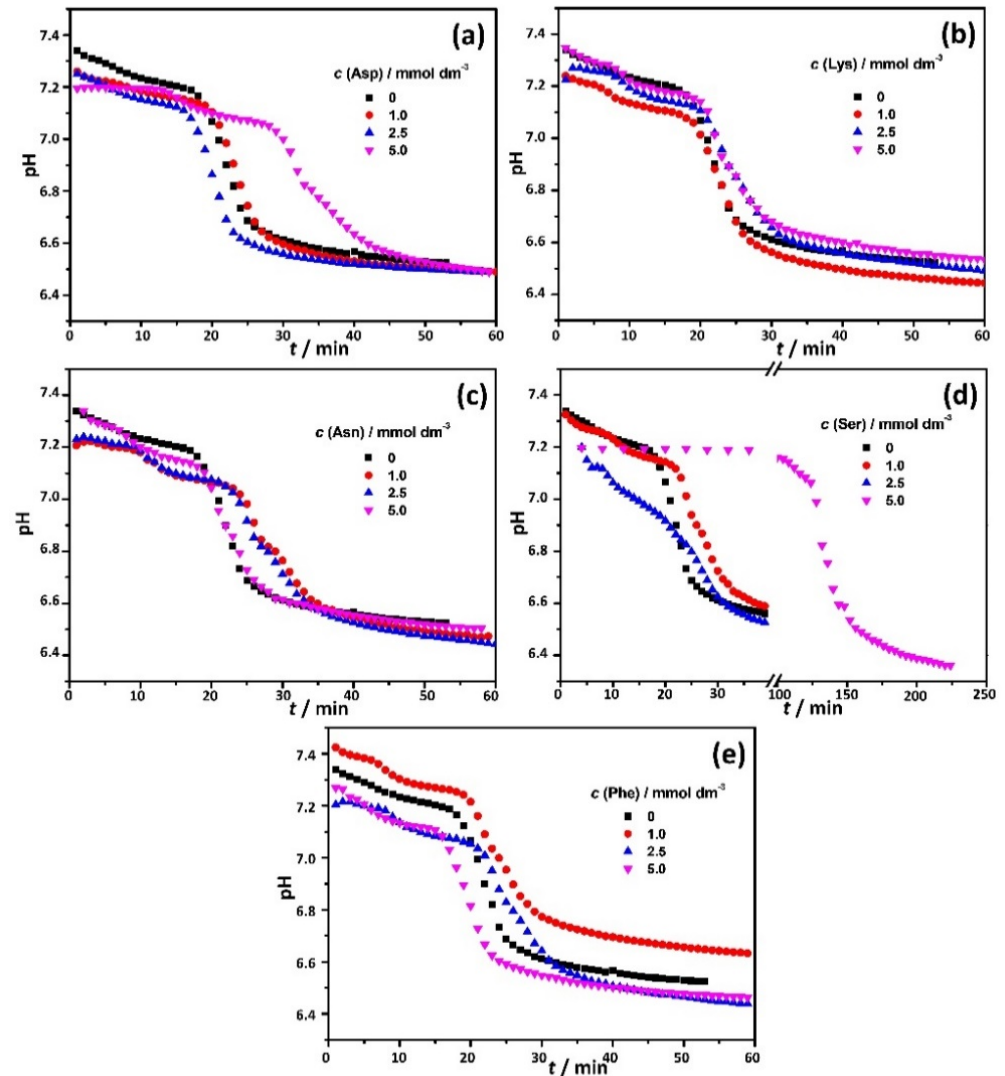 (a)
c (Asp) / mmol dm⁻³
0
1.0
2.5
5.0
pH
7.4
7.2
7.0
6.8
6.6
6.4
0 10 20 30 40 50 60
t / min
(b)
c (Lys) / mmol dm⁻³
0
1.0
2.5
5.0
pH
7.4
7.2
7.0
6.8
6.6
6.4
0 10 20 30 40 50 60
t / min
(c)
c (Asn) / mmol dm⁻³
0
1.0
2.5
5.0
pH
7.4
7.2
7.0
6.8
6.6
6.4
0 10 20 30 40 50 60
t / min
(d)
c (Ser) / mmol dm⁻³
0
1.0
2.5
5.0
pH
7.4
7.2
7.0
6.8
6.6
6.4
0 10 20 30 100 150 200 250
t / min
(e)
c (Phe) / mmol dm⁻³
0
1.0
2.5
5.0
pH
7.4
7.2
7.0
6.8
6.6
6.4
0 10 20 30 40 50 60
t / min